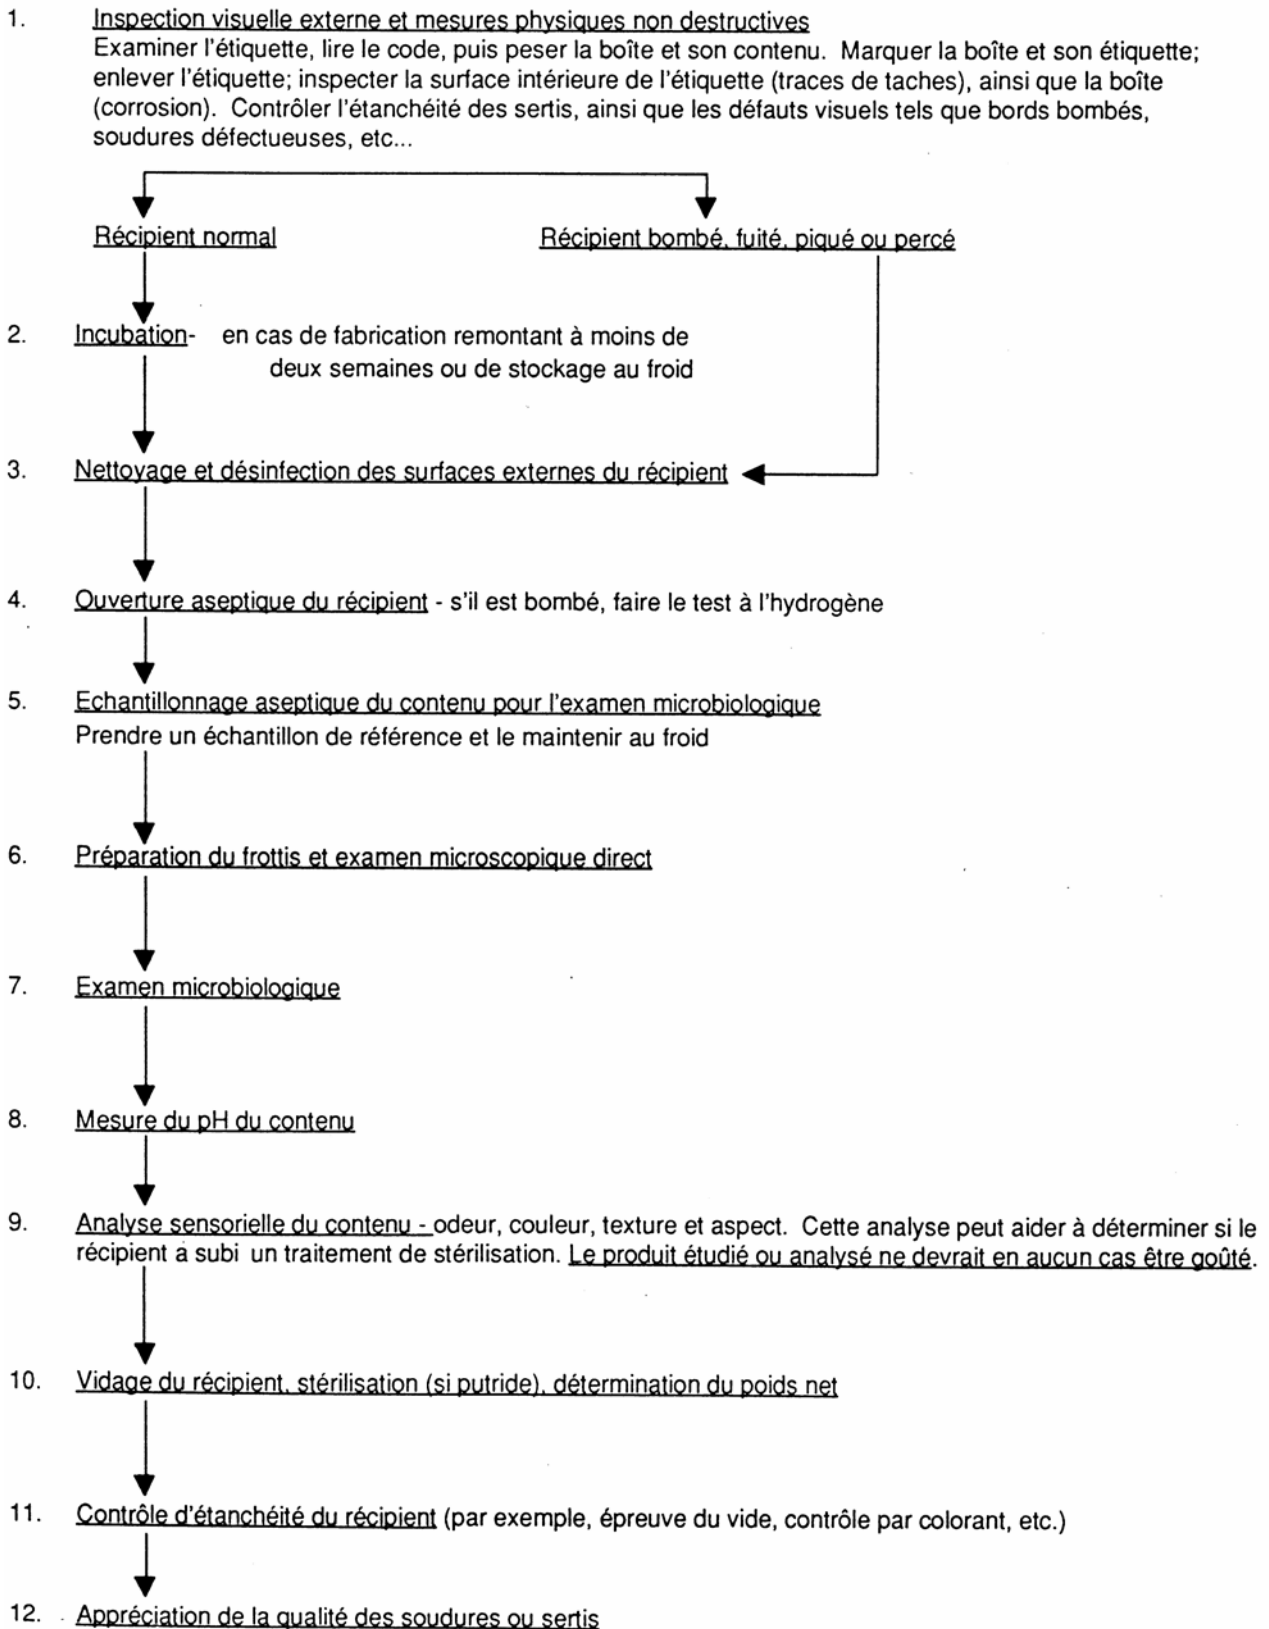 1. Inspection visuelle externe et mesures physiques non destructives
Examiner l'étiquette, lire le code, puis peser la boîte et son contenu. Marquer la boîte et son étiquette;
enlever l'étiquette; inspecter la surface intérieure de l'étiquette (traces de taches), ainsi que la boîte
(corrosion). Contrôler l'étanchéité des sertis, ainsi que les défauts visuels tels que bords bombés,
soudures défectueuses, etc...
Récipient normal
Récipient bombé, fuité, piqué ou percé
2. Incubation- en cas de fabrication remontant à moins de
deux semaines ou de stockage au froid
3. Nettoyage et désinfection des surfaces externes du récipient
4. Ouverture aseptique du récipient - s'il est bombé, faire le test à l'hydrogène
5. Echantillonnage aseptique du contenu pour l'examen microbiologique
Prendre un échantillon de référence et le maintenir au froid
6. Préparation du frottis et examen microscopique direct
7. Examen microbiologique
8. Mesure du pH du contenu
9. Analyse sensorielle du contenu - odeur, couleur, texture et aspect. Cette analyse peut aider à déterminer si le
récipient a subi un traitement de stérilisation. Le produit étudié ou analysé ne devrait en aucun cas être goûté.
10. Vidage du récipient, stérilisation (si putride), détermination du poids net
11. Contrôle d'étanchéité du récipient (par exemple, épreuve du vide, contrôle par colorant, etc.)
12. Appréciation de la qualité des soudures ou sertis